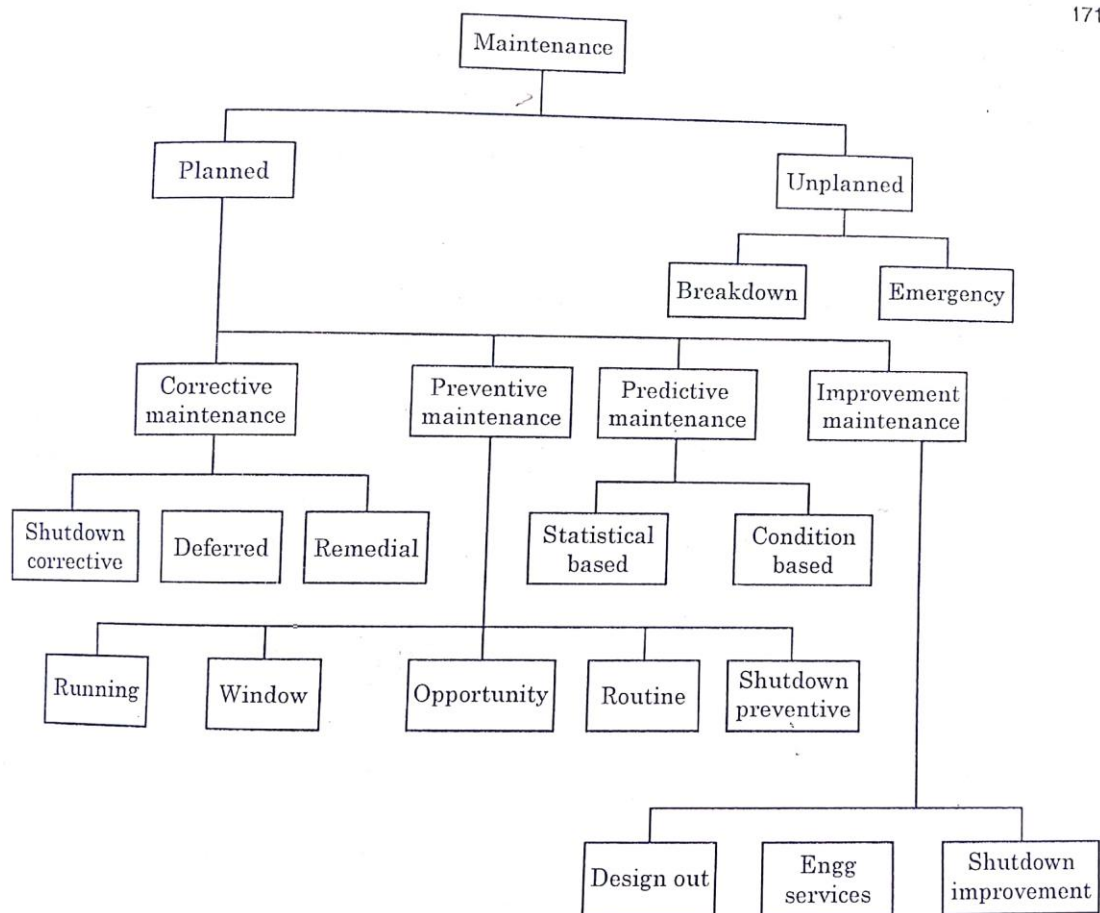 171
Maintenance
Planned
Unplanned
Breakdown
Emergency
Corrective
maintenance
Preventive
maintenance
Predictive
maintenance
Improvement
maintenance
Shutdown
corrective
Deferred
Remedial
Statistical
based
Condition
based
Running
Window
Opportunity
Routine
Shutdown
preventive
Design out
Engg
services
Shutdown
improvement